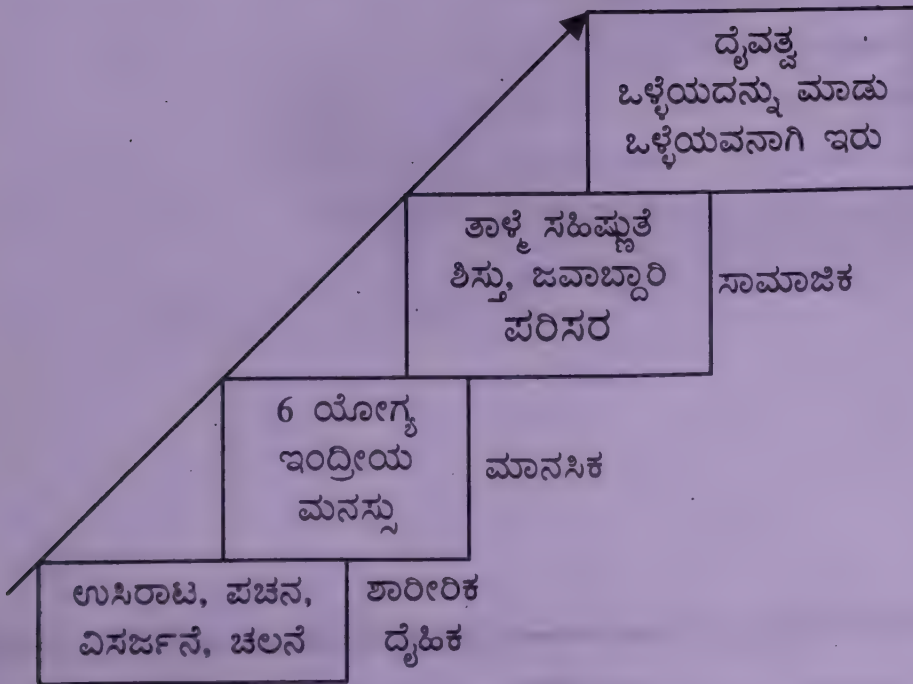 ದೈವತ್ವ
ಒಳ್ಳೆಯದನ್ನು ಮಾಡು
ಒಳ್ಳೆಯವನಾಗಿ ಇರು
ತಾಳ್ಮೆ ಸಹಿಷ್ಣುತೆ
ಶಿಸ್ತು, ಜವಾಬ್ದಾರಿ
ಪರಿಸರ
ಸಾಮಾಜಿಕ
6 ಯೋಗ್ಯ
ಇಂದ್ರೀಯ
ಮನಸ್ಸು
ಮಾನಸಿಕ
ಉಸಿರಾಟ, ಪಚನ,
ವಿಸರ್ಜನೆ, ಚಲನೆ
ಶಾರೀರಿಕ
ದೈಹಿಕ